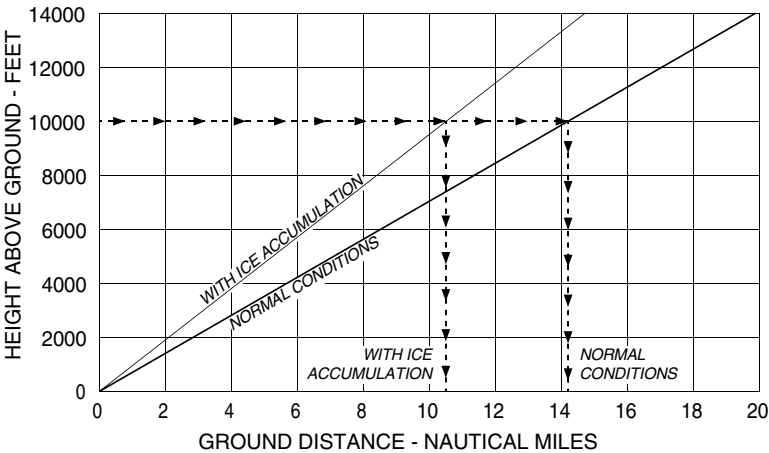 HEIGHT ABOVE GROUND - FEET
14000
12000
10000
8000
6000
4000
2000
0
WITH ICE ACCUMULATION
NORMAL CONDITIONS
WITH ICE
ACCUMULATION
NORMAL
CONDITIONS
0 2 4 6 8 10 12 14 16 18 20
GROUND DISTANCE - NAUTICAL MILES